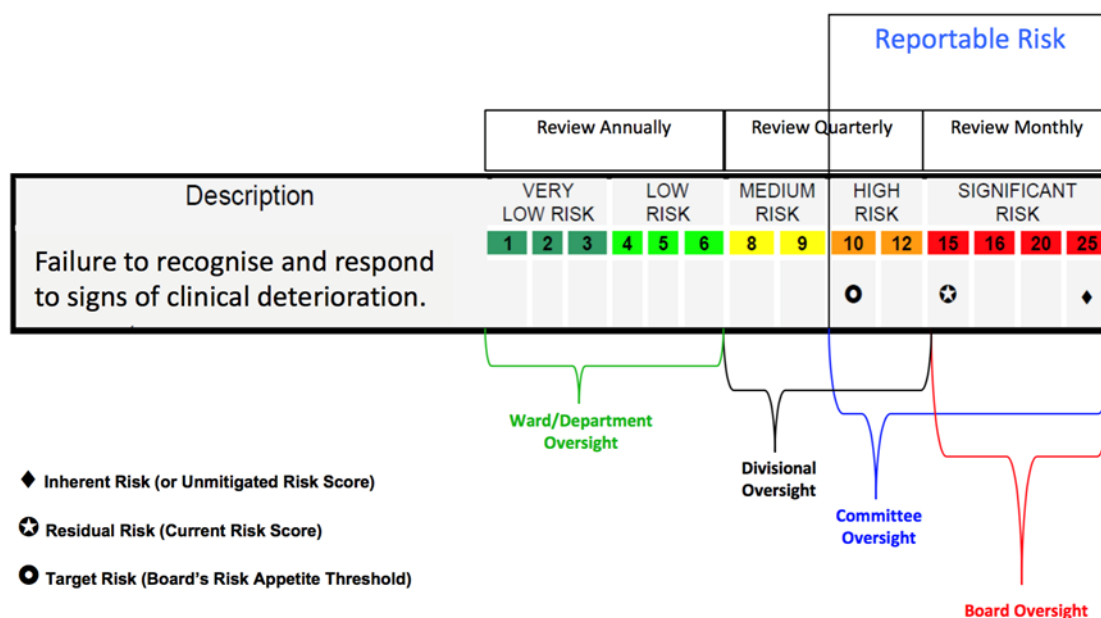 Reportable Risk
Review Annually
Review Quarterly
Review Monthly
Description
VERY
LOW RISK
LOW
RISK
MEDIUM
RISK
HIGH
RISK
SIGNIFICANT
RISK
1 2 3 4 5 6 8 9 10 12 15 16 20 25
Failure to recognise and respond
to signs of clinical deterioration.
Ward/Department
Oversight
Divisional
Oversight
Committee
Oversight
Board Oversight
Inherent Risk (or Unmitigated Risk Score)
Residual Risk (Current Risk Score)
Target Risk (Board's Risk Appetite Threshold)